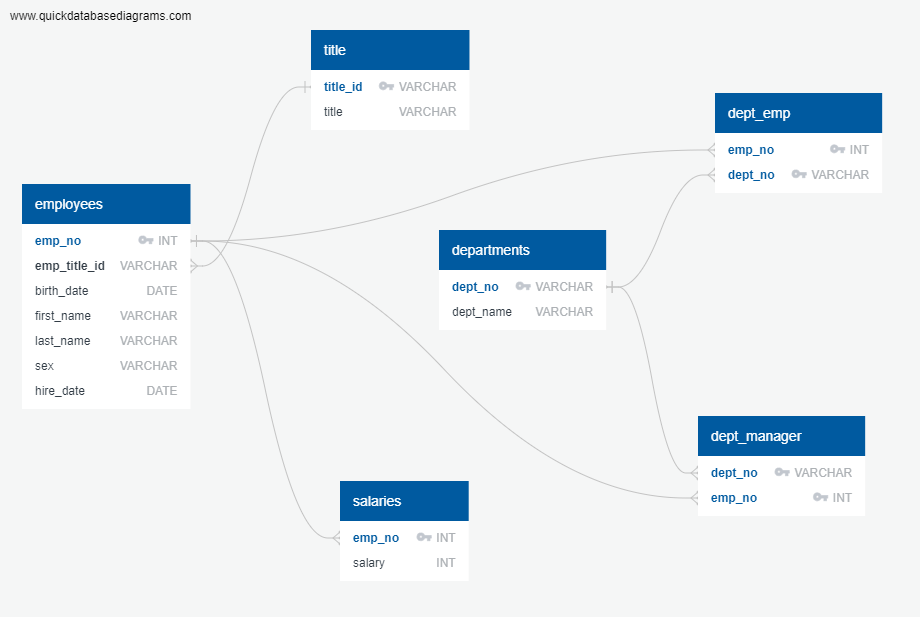 www.quickdatabasediagrams.com
title
title_id VARCHAR
title VARCHAR
dept_emp
emp_no INT
dept_no VARCHAR
employees
emp_no INT
emp_title_id VARCHAR
birth_date DATE
first_name VARCHAR
last_name VARCHAR
sex VARCHAR
hire_date DATE
departments
dept_no VARCHAR
dept_name VARCHAR
dept_manager
dept_no VARCHAR
emp_no INT
salaries
emp_no INT
salary INT